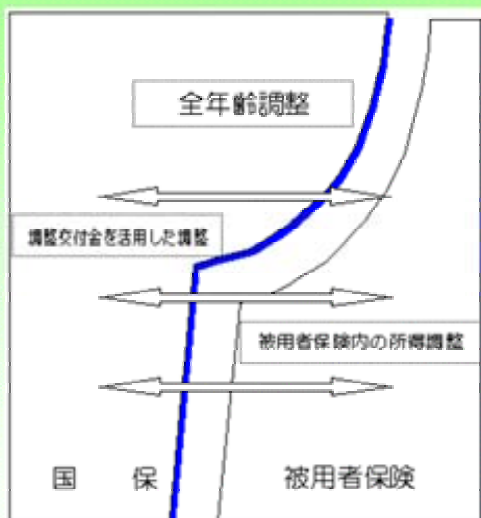 全年齢調整
調整交付金を活用した調整
被用者保険内の所得調整
国　保
被用者保険